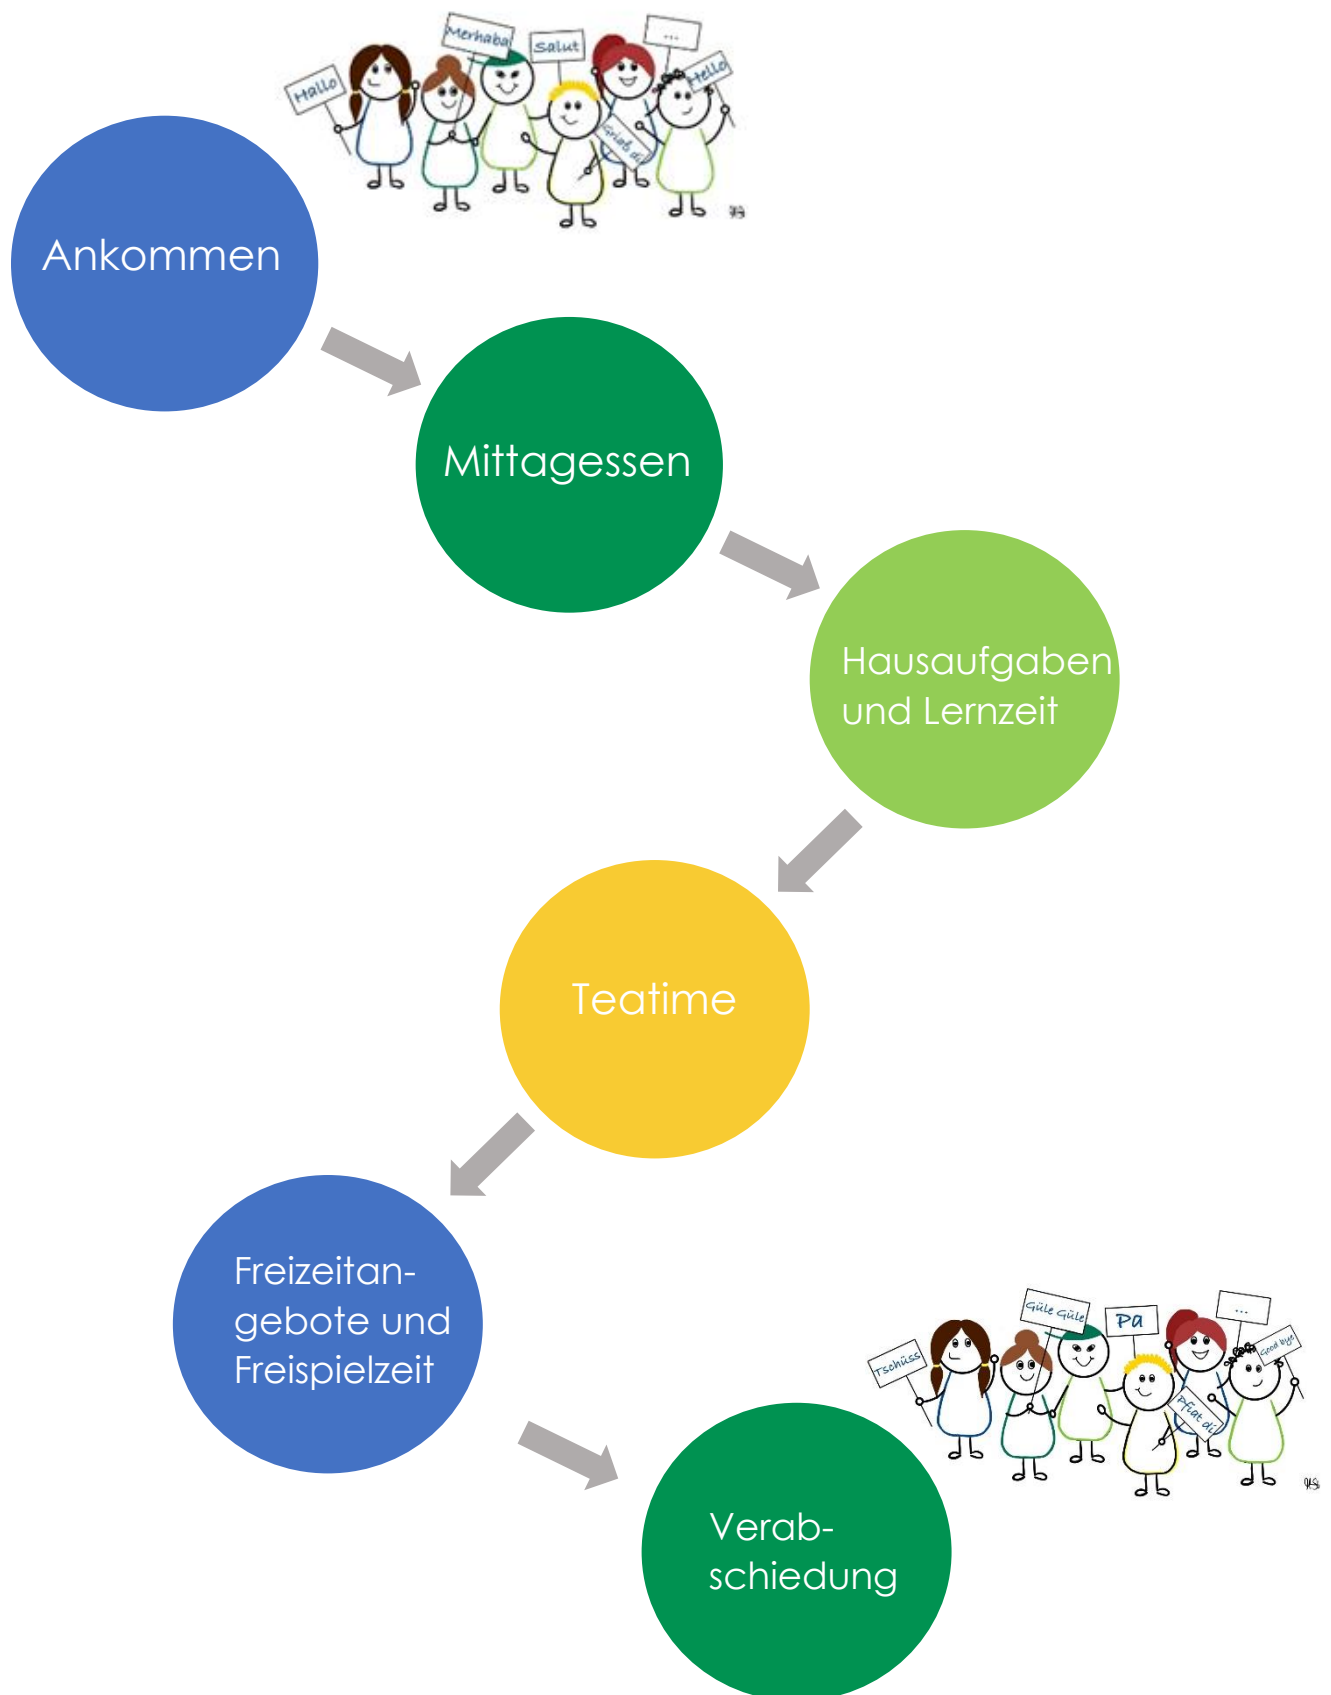 Merhaba
Salut
...
Hallo
Hello
Griaß di
Ankommen
Mittagessen
Hausaufgaben
und Lernzeit
Teatime
Freizeitan-
gebote und
Freispielzeit
Güle Güle
Pa
...
Tschüss
Good bye
Pfiat di
Verab-
schiedung